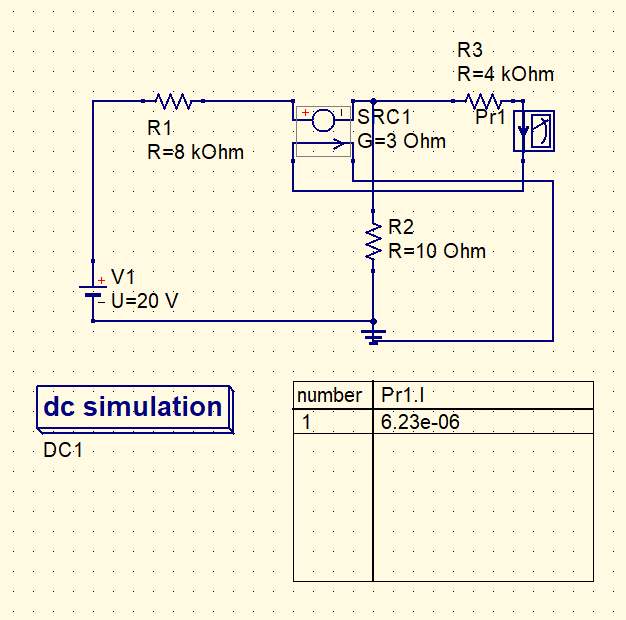 R3
R=4 kOhm
Pr1
R1
R=8 kOhm
+
SRC1
G=3 Ohm
R2
R=10 Ohm
+ V1
U=20 V
dc simulation
DC1
number Pr1.I
1 6.23e-06